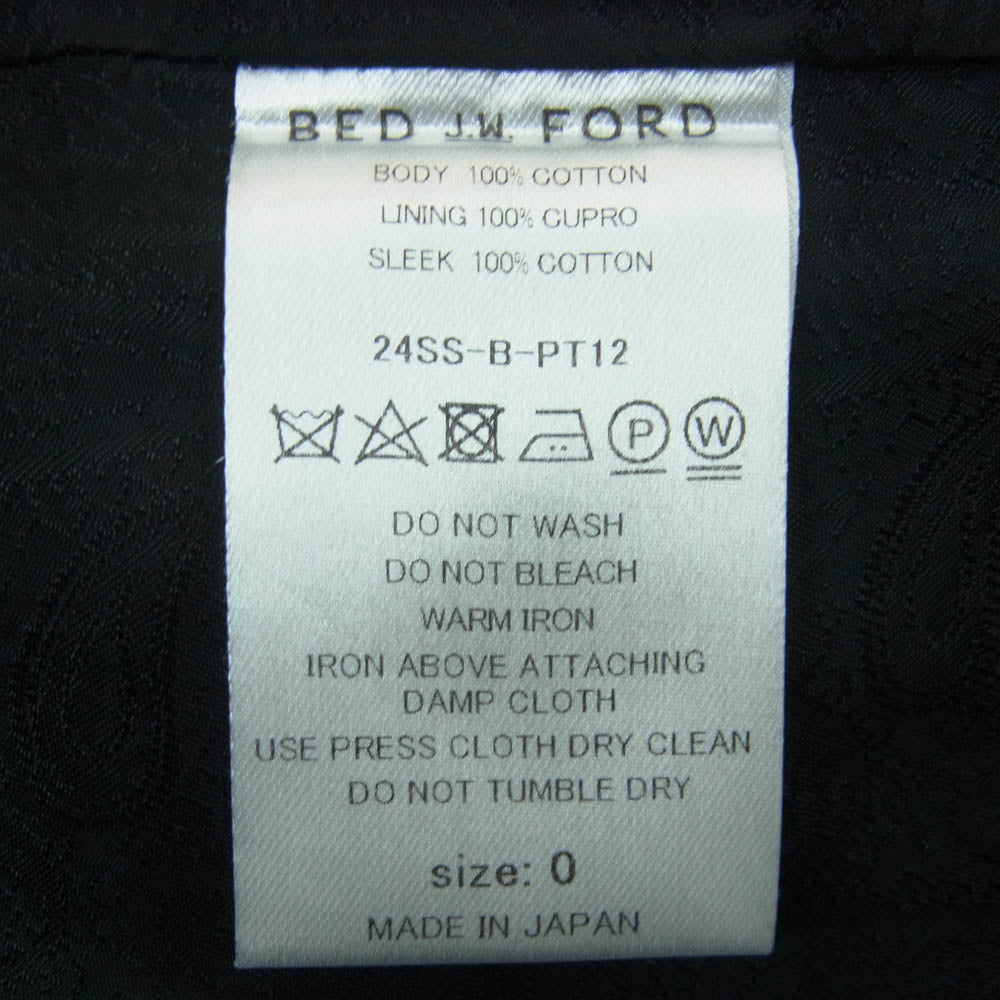 BED J.W. FORD
BODY 100% COTTON
LINING 100% CUPRO
SLEEK 100% COTTON
24SS-B-PT12
P W
DO NOT WASH
DO NOT BLEACH
WARM IRON
IRON ABOVE ATTACHING
DAMP CLOTH
USE PRESS CLOTH DRY CLEAN
DO NOT TUMBLE DRY
size: 0
MADE IN JAPAN